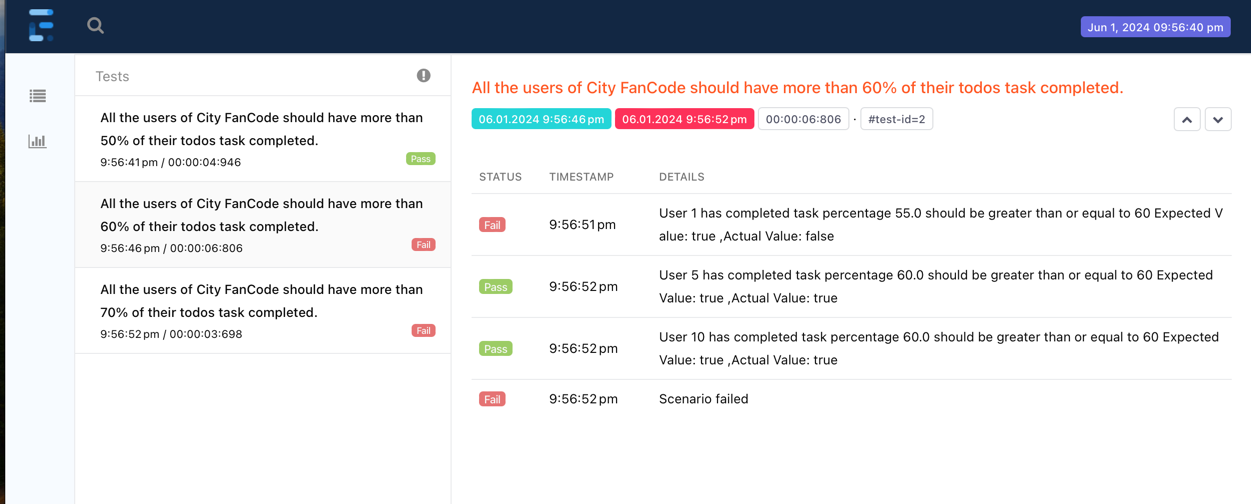 Jun 1, 2024 09:56:40 pm
Tests
All the users of City FanCode should have more than
50% of their todos task completed.
9:56:41 pm / 00:00:04:946
Pass
All the users of City FanCode should have more than
60% of their todos task completed.
9:56:46 pm / 00:00:06:806
Fail
All the users of City FanCode should have more than
70% of their todos task completed.
9:56:52 pm / 00:00:03:698
Fail
All the users of City FanCode should have more than 60% of their todos task completed.
06.01.2024 9:56:46 pm 06.01.2024 9:56:52 pm 00:00:06:806 · #test-id=2
STATUS TIMESTAMP DETAILS
Fail 9:56:51 pm User 1 has completed task percentage 55.0 should be greater than or equal to 60 Expected V
alue: true ,Actual Value: false
Pass 9:56:52 pm User 5 has completed task percentage 60.0 should be greater than or equal to 60 Expected
Value: true ,Actual Value: true
Pass 9:56:52 pm User 10 has completed task percentage 60.0 should be greater than or equal to 60 Expected
Value: true ,Actual Value: true
Fail 9:56:52 pm Scenario failed